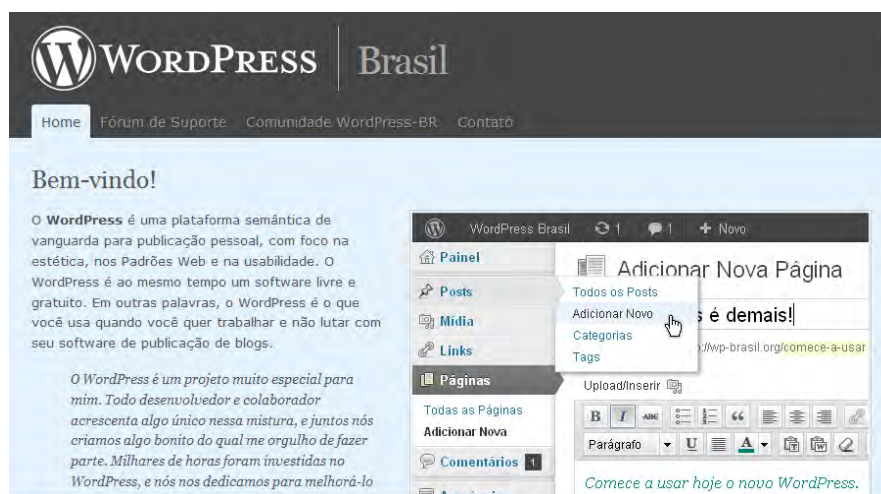 WORDPRESS Brasil
Home Fórum de Suporte Comunidade WordPress-BR Contato
Bem-vindo!
O WordPress é uma plataforma semântica de
vanguarda para publicação pessoal, com foco na
estética, nos Padrões Web e na usabilidade. O
WordPress é ao mesmo tempo um software livre e
gratuito. Em outras palavras, o WordPress é o que
você usa quando você quer trabalhar e não lutar com
seu software de publicação de blogs.
O WordPress é um projeto muito especial para
mim. Todo desenvolvedor e colaborador
acrescenta algo único nessa mistura, e juntos nós
criamos algo bonito do qual me orgulho de fazer
parte. Milhares de horas foram investidas no
WordPress, e nós nos dedicamos para melhorá-lo
WordPress Brasil 1 1 + Novo
Painel
Posts
Mídia
Links
Páginas
Todas as Páginas
Adicionar Nova
Comentários 1
Adicionar Nova Página
Todos os Posts
Adicionar Novo
Categorias
Tags
s é demais!
://wp-brasil.org/comece-a-usar
Upload/Inserir
B I ABC
Parágrafo U A
Comece a usar hoje o novo WordPress.